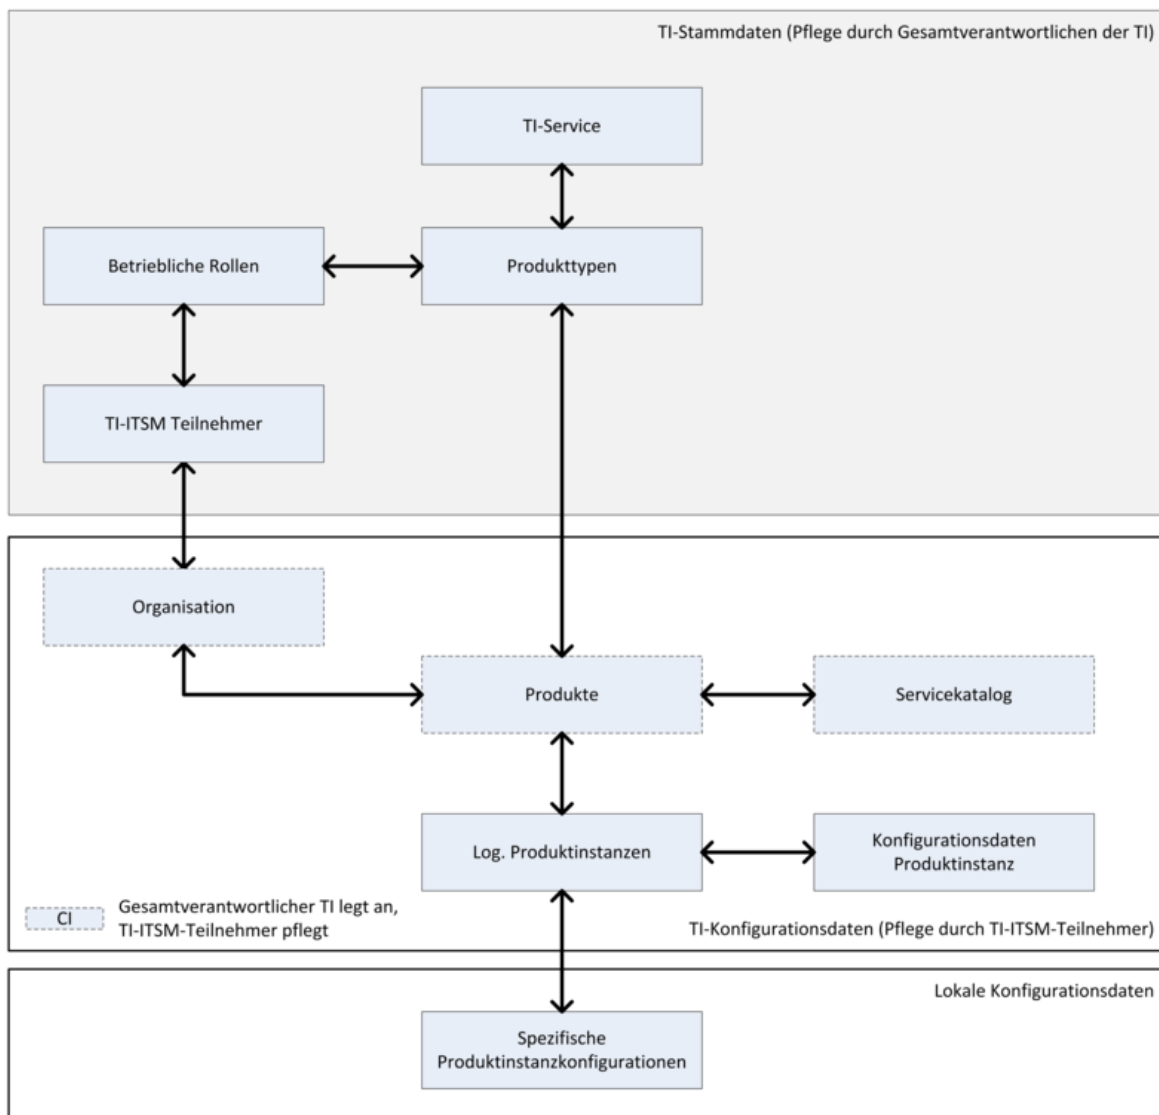 TI-Stammdaten (Pflege durch Gesamtverantwortlichen der TI)
TI-Service
Betriebliche Rollen
Produkttypen
TI-ITSM Teilnehmer
Organisation
Produkte
Servicekatalog
Log. Produktinstanzen
Konfigurationsdaten
Produktinstanz
CI
Gesamtverantwortlicher TI legt an,
TI-ITSM-Teilnehmer pflegt
TI-Konfigurationsdaten (Pflege durch TI-ITSM-Teilnehmer)
Lokale Konfigurationsdaten
Spezifische
Produktinstanzkonfigurationen